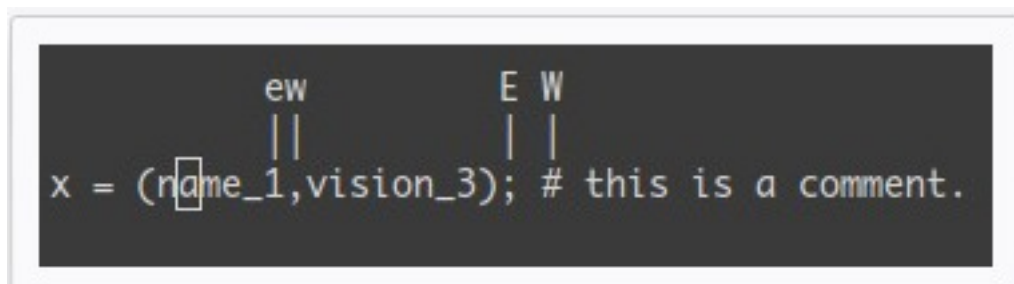 ew E W
|| | |
x = (name_1,vision_3); # this is a comment.